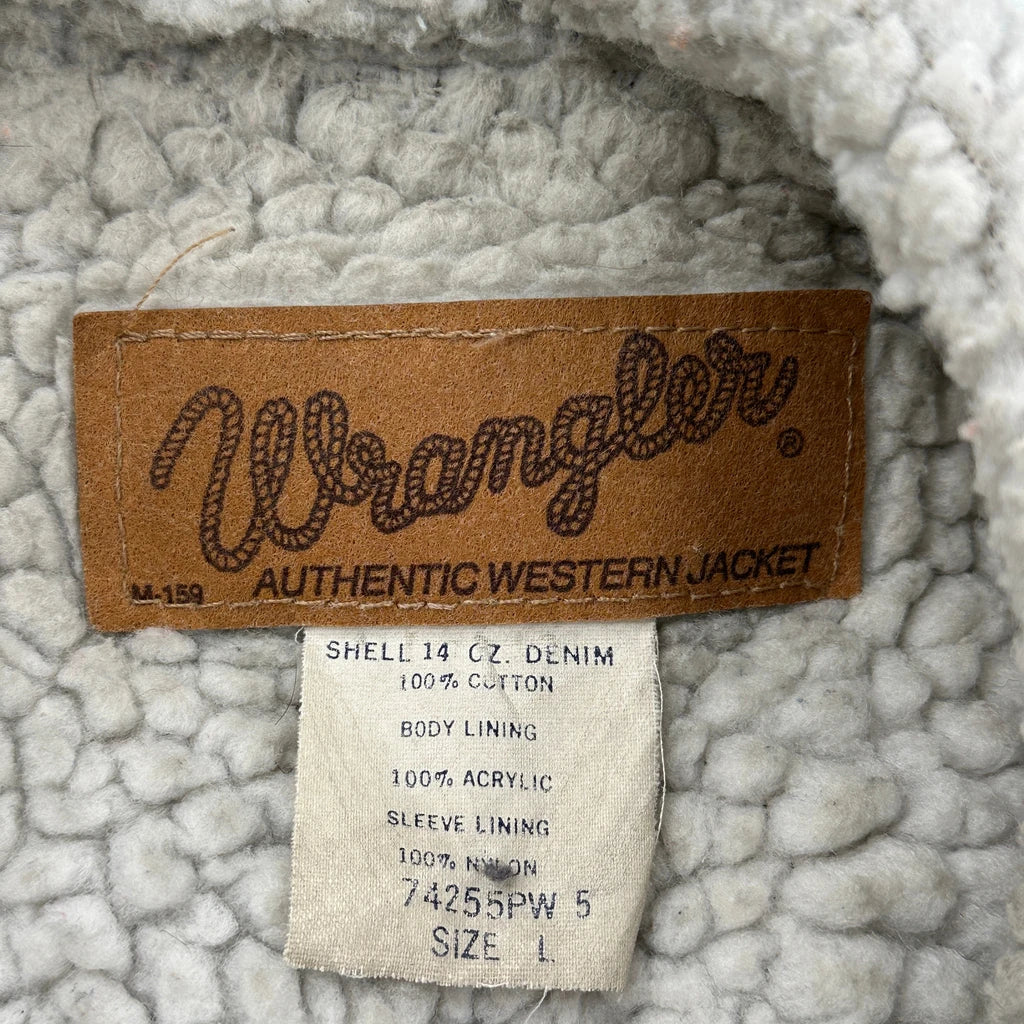 Wrangler®
M-159 AUTHENTIC WESTERN JACKET
SHELL 14 OZ. DENIM
100% COTTON
BODY LINING
100% ACRYLIC
SLEEVE LINING
100% NYLON
74255PW 5
SIZE L